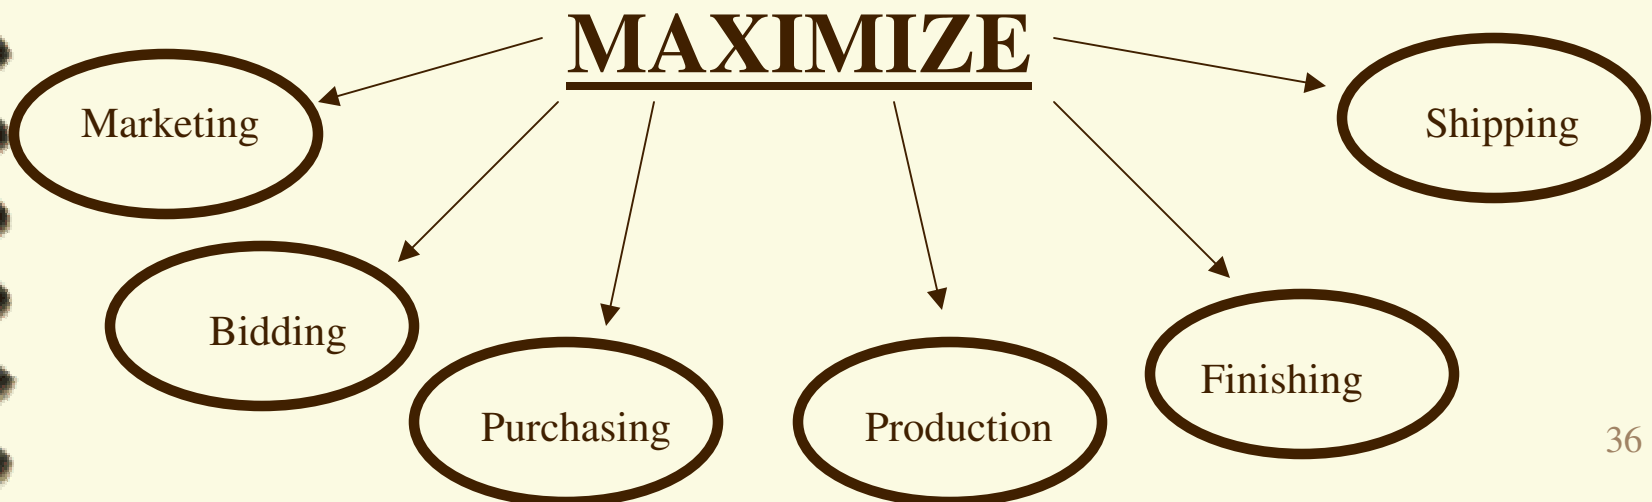 MAXIMIZE
Marketing
Shipping
Bidding
Finishing
Purchasing
Production
36